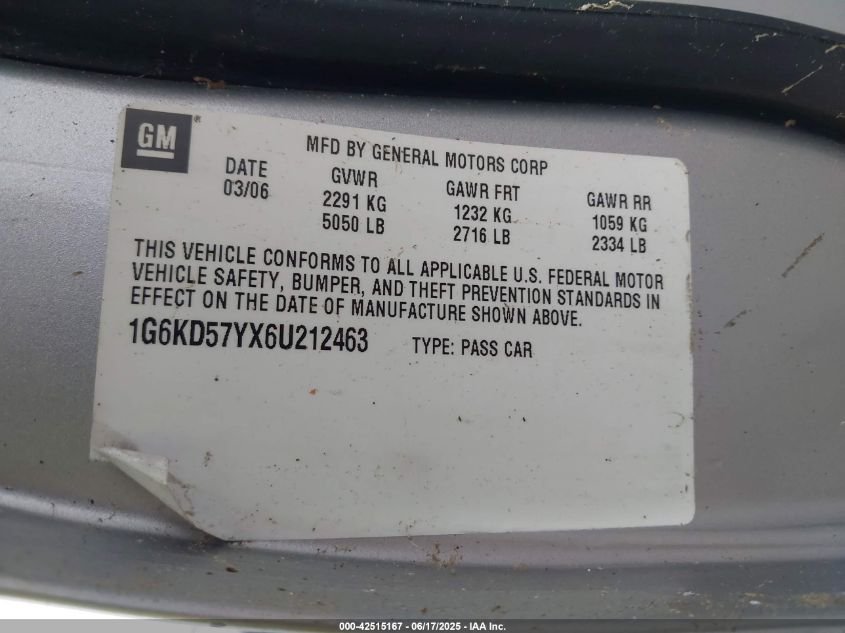 GM®
MFD BY GENERAL MOTORS CORP
DATE GVWR GAWR FRT GAWR RR
03/06 2291 KG 1232 KG 1059 KG
5050 LB 2716 LB 2334 LB
THIS VEHICLE CONFORMS TO ALL APPLICABLE U.S. FEDERAL MOTOR
VEHICLE SAFETY, BUMPER, AND THEFT PREVENTION STANDARDS IN
EFFECT ON THE DATE OF MANUFACTURE SHOWN ABOVE.
1G6KD57YX6U212463 TYPE: PASS CAR
000-42515167 - 06/17/2025 - IAA Inc.